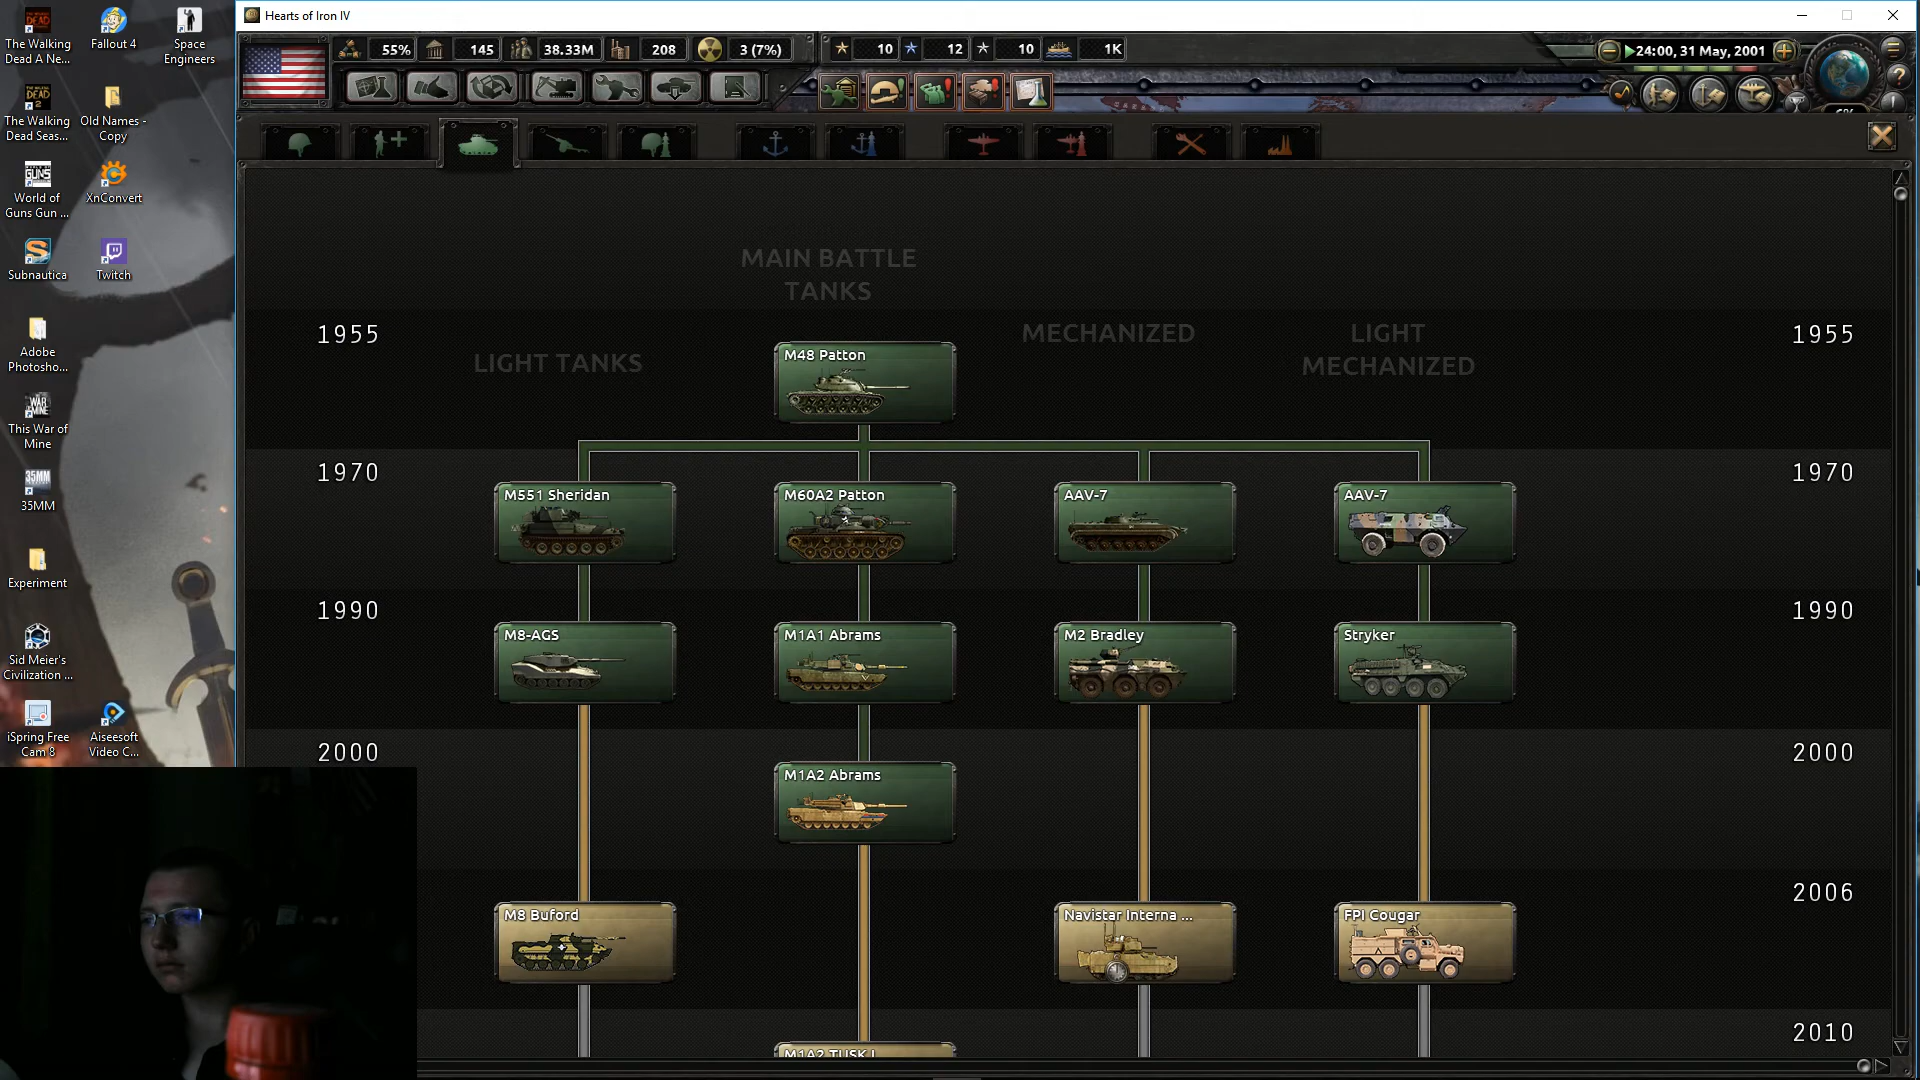 Hearts of Iron IV
The Walking
Dead A Ne...
Fallout 4
Space
Engineers
The Walking
Dead Seas...
Old Names -
Copy
World of
Guns Gun ...
XnConvert
Subnautica
Twitch
Adobe
Photosho...
This War of
Mine
35MM
Experiment
Sid Meier's
Civilization ...
iSpring Free
Cam 8
Aiseesoft
Video C...
55%
145
38.33M
208
3 (7%)
10
12
10
1K
24:00, 31 May, 2001
MAIN BATTLE
TANKS
LIGHT TANKS
MECHANIZED
LIGHT
MECHANIZED
1955
1955
M48 Patton
1970
1970
M551 Sheridan
M60A2 Patton
AAV-7
AAV-7
1990
1990
M8-AGS
M1A1 Abrams
M2 Bradley
Stryker
2000
2000
M1A2 Abrams
2006
M8 Buford
Navistar Interna ...
FPI Cougar
2010
M1A2 TUSK I